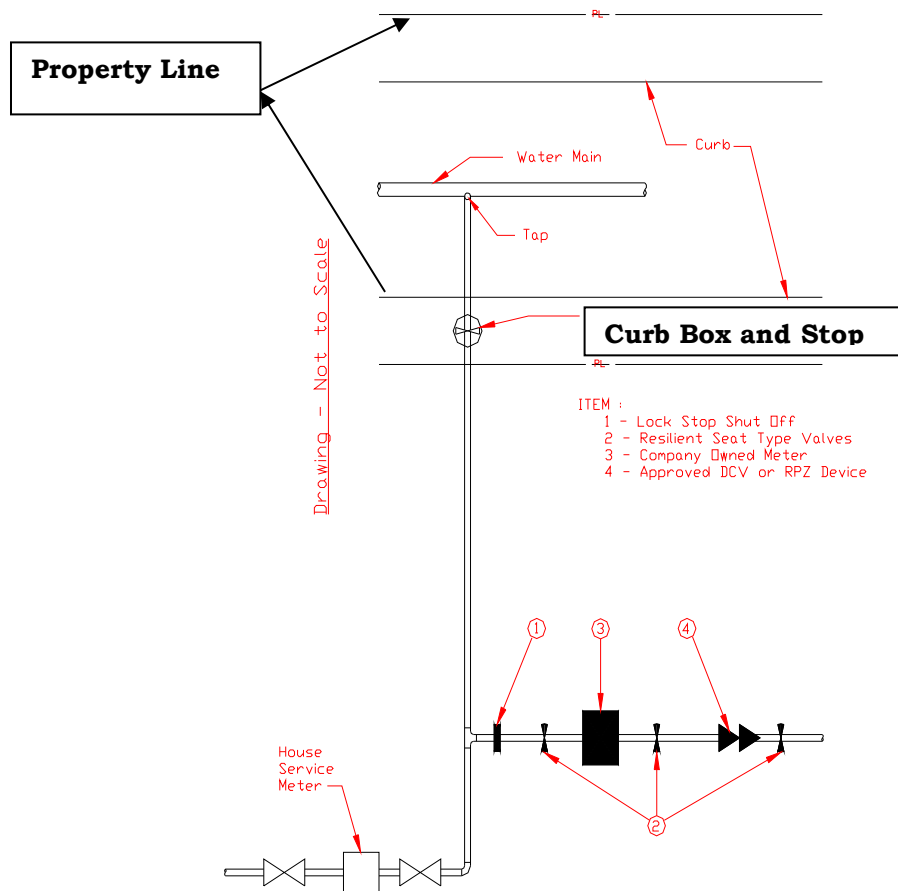 PL
Property Line
Curb
Water Main
Tap
Drawing - Not to Scale
Curb Box and Stop
PL
ITEM :
1 - Lock Stop Shut Off
2 - Resilient Seat Type Valves
3 - Company Owned Meter
4 - Approved DCV or RPZ Device
1
3
4
House
Service
Meter
2